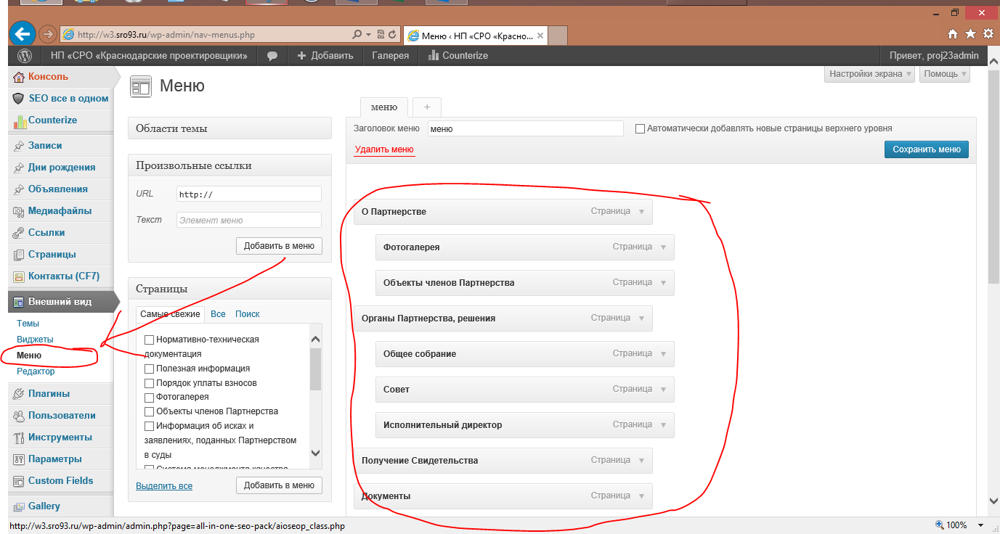 http://w3.sro93.ru/wp-admin/nav-menus.php
Меню ‹ НП «СРО «Красно...
НП «СРО «Краснодарские проектировщики»
Добавить
Галерея
Counterize
Привет, proj23admin
Консоль
SEO все в одном
Counterize
Записи
Дни рождения
Объявления
Медиафайлы
Ссылки
Страницы
Контакты (CF7)
Внешний вид
Темы
Виджеты
Меню
Редактор
Плагины
Пользователи
Инструменты
Параметры
Custom Fields
Gallery
Меню
Настройки экрана
Помощь
Области темы
Произвольные ссылки
URL http://
Текст Элемент меню
Добавить в меню
Страницы
Самые свежие Все Поиск
Нормативно-техническая
документация
Полезная информация
Порядок уплаты взносов
Фотогалерея
Объекты членов Партнерства
Информация об исках и
заявлениях, поданных Партнерством
в суды
Система менеджмента качества
Выделить все
Добавить в меню
меню +
Заголовок меню меню
Автоматически добавлять новые страницы верхнего уровня
Удалить меню
Сохранить меню
О Партнерстве Страница
Фотогалерея Страница
Объекты членов Партнерства Страница
Органы Партнерства, решения Страница
Общее собрание Страница
Совет Страница
Исполнительный директор Страница
Получение Свидетельства Страница
Документы Страница
http://w3.sro93.ru/wp-admin/admin.php?page=all-in-one-seo-pack/aioseop_class.php
100%